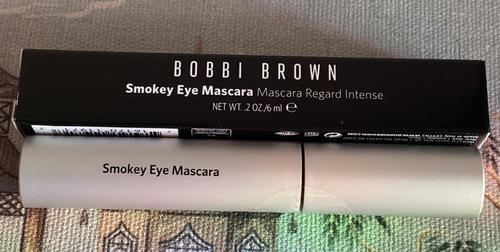 BOBBI BROWN
Smokey Eye Mascara Mascara Regard Intense
NET WT. .2 OZ./6 ml ℮
Smokey Eye Mascara